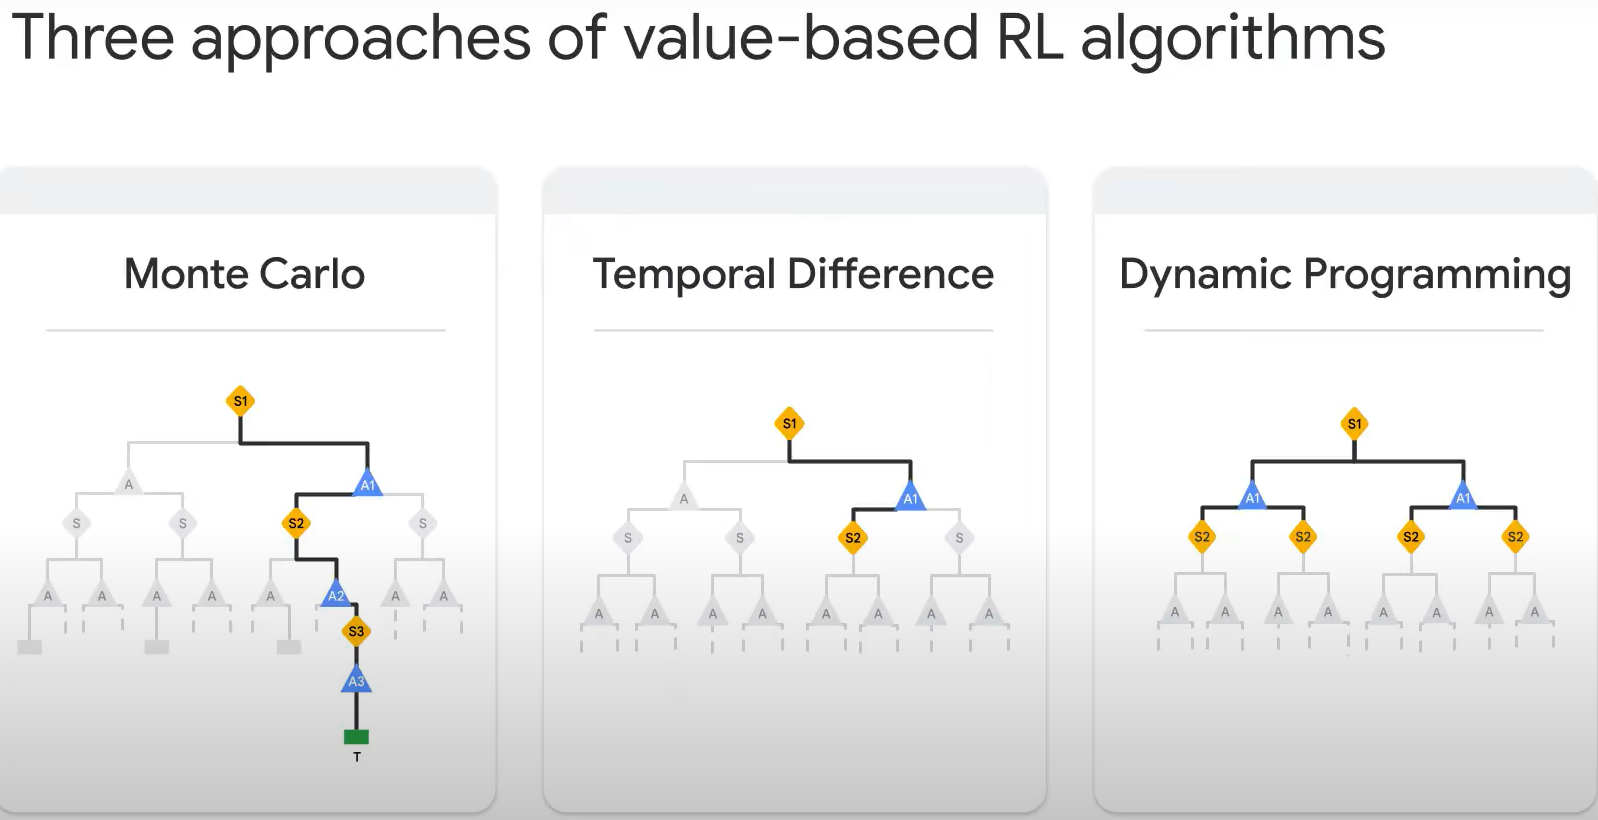 Three approaches of value-based RL algorithms
Monte Carlo
S1
A
A1
S
S
S2
S
A
A
A
A
A
A2
A
A
S3
A3
T
Temporal Difference
S1
A
A1
S
S
S2
S
A
A
A
A
A
A
A
A
Dynamic Programming
S1
A1
A1
S2
S2
S2
S2
A
A
A
A
A
A
A
A